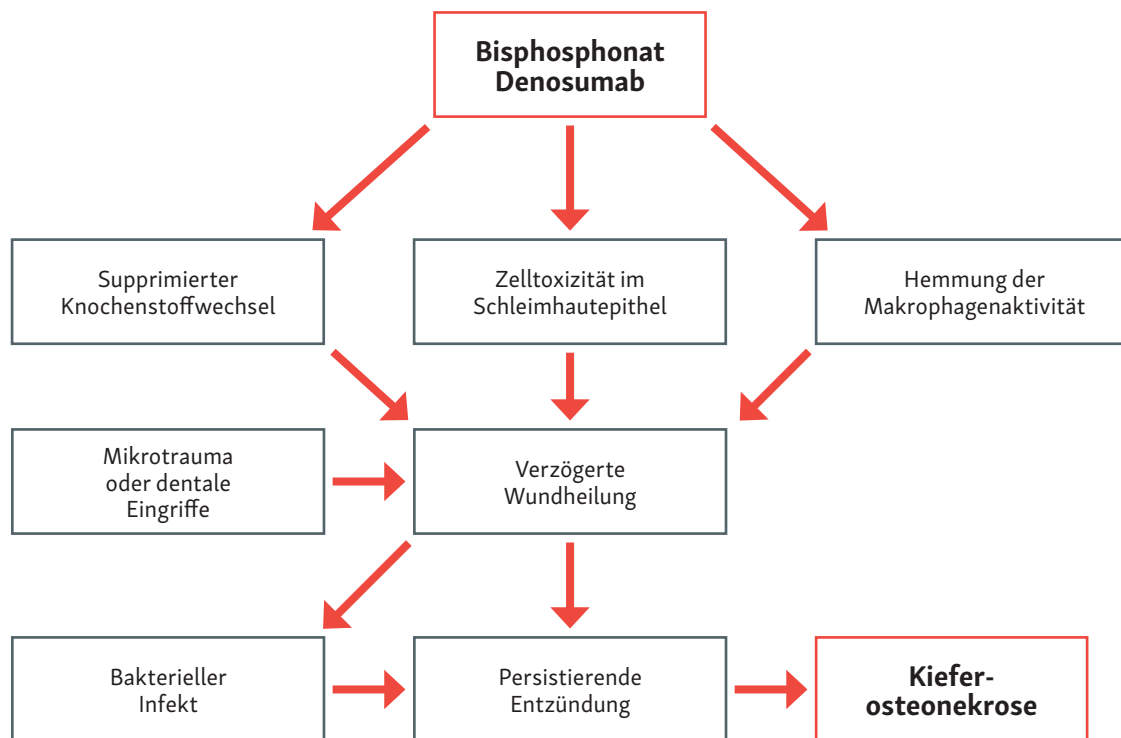 Bisphosphonat
Denosumab
Supprimierter
Knochenstoffwechsel
Zelltoxizität im
Schleimhautepithel
Hemmung der
Makrophagenaktivität
Mikrotrauma
oder dentale
Eingriffe
Verzögerte
Wundheilung
Bakterieller
Infekt
Persistierende
Entzündung
Kiefer-
osteonekrose